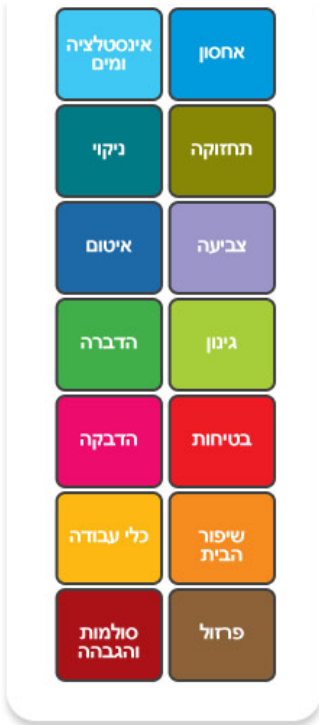 אחסון
אינסטלציה
ומים
תחזוקה
ניקוי
צביעה
איטום
גינון
הדברה
בטיחות
הדבקה
שיפור
הבית
כלי עבודה
פרזול
סולמות
והגבהה